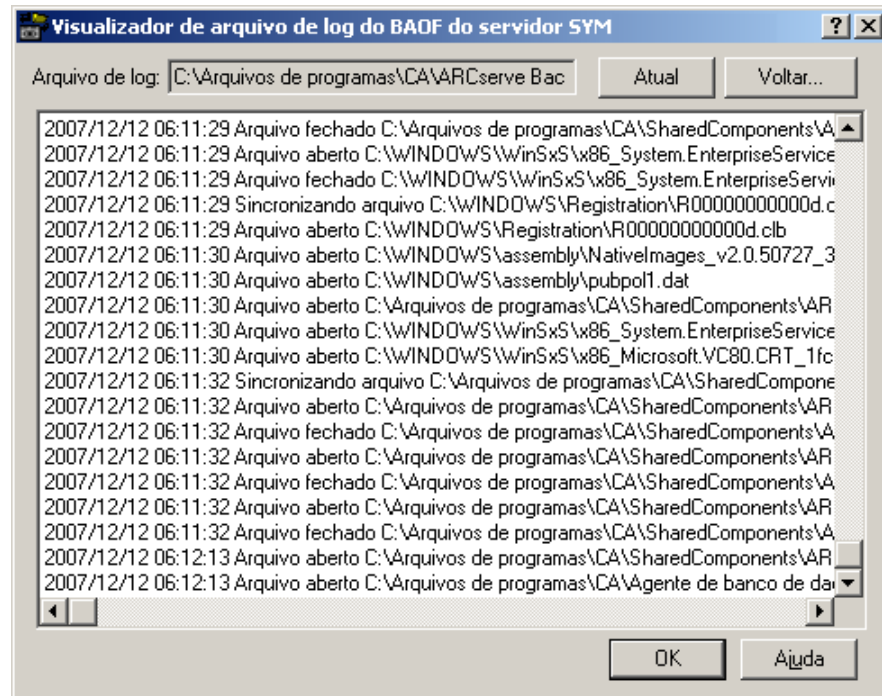 Visualizador de arquivo de log do BAOF do servidor SYM
Arquivo de log: C:\Arquivos de programas\CA\ARCserve Bac Atual Voltar...
2007/12/12 06:11:29 Arquivo fechado C:\Arquivos de programas\CA\SharedComponents\A
2007/12/12 06:11:29 Arquivo aberto C:\WINDOWS\WinSxS\x86_System.EnterpriseService
2007/12/12 06:11:29 Arquivo fechado C:\WINDOWS\WinSxS\x86_System.EnterpriseServi
2007/12/12 06:11:29 Sincronizando arquivo C:\WINDOWS\Registration\R00000000000d.c
2007/12/12 06:11:29 Arquivo aberto C:\WINDOWS\Registration\R00000000000d.clb
2007/12/12 06:11:30 Arquivo aberto C:\WINDOWS\assembly\NativeImages_v2.0.50727_3
2007/12/12 06:11:30 Arquivo aberto C:\WINDOWS\assembly\pubpol1.dat
2007/12/12 06:11:30 Arquivo aberto C:\Arquivos de programas\CA\SharedComponents\AR
2007/12/12 06:11:30 Arquivo aberto C:\WINDOWS\WinSxS\x86_System.EnterpriseService
2007/12/12 06:11:30 Arquivo aberto C:\WINDOWS\WinSxS\x86_Microsoft.VC80.CRT_1fc
2007/12/12 06:11:32 Sincronizando arquivo C:\Arquivos de programas\CA\SharedCompone
2007/12/12 06:11:32 Arquivo aberto C:\Arquivos de programas\CA\SharedComponents\AR
2007/12/12 06:11:32 Arquivo fechado C:\Arquivos de programas\CA\SharedComponents\A
2007/12/12 06:11:32 Arquivo aberto C:\Arquivos de programas\CA\SharedComponents\AR
2007/12/12 06:11:32 Arquivo fechado C:\Arquivos de programas\CA\SharedComponents\A
2007/12/12 06:11:32 Arquivo aberto C:\Arquivos de programas\CA\SharedComponents\AR
2007/12/12 06:11:32 Arquivo fechado C:\Arquivos de programas\CA\SharedComponents\A
2007/12/12 06:12:13 Arquivo aberto C:\Arquivos de programas\CA\SharedComponents\AR
2007/12/12 06:12:13 Arquivo aberto C:\Arquivos de programas\CA\Agente de banco de da
OK Ajuda